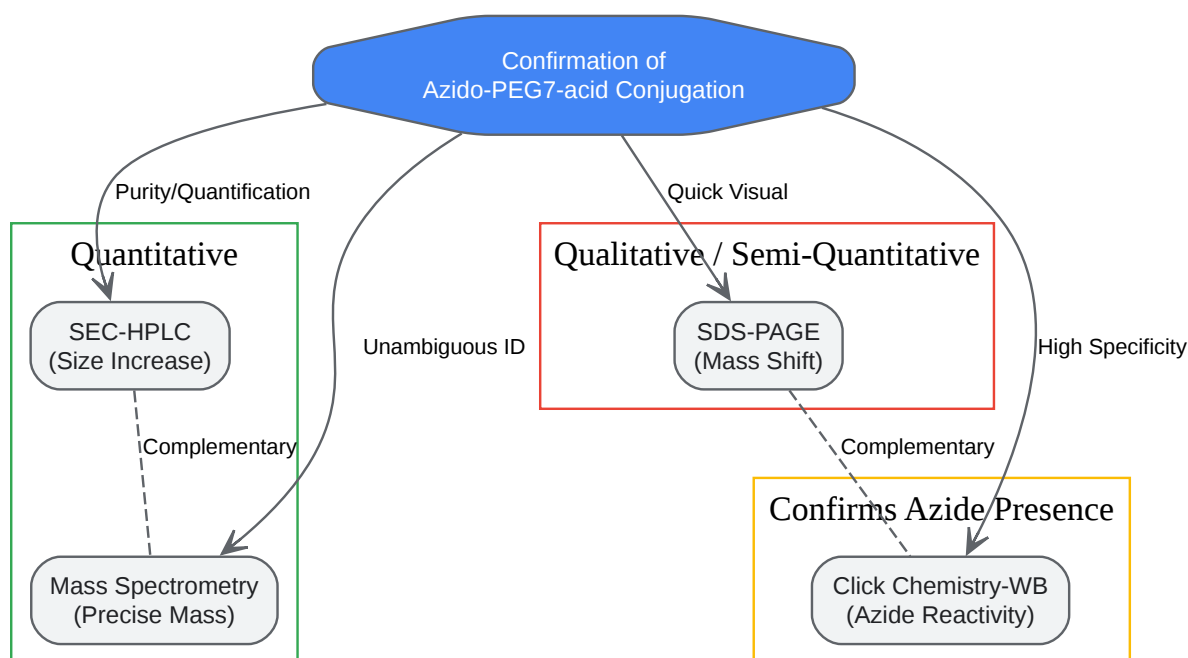 Confirmation of
Azido-PEG7-acid Conjugation
Purity/Quantification
Quick Visual
Quantitative
Qualitative / Semi-Quantitative
SEC-HPLC
(Size Increase)
Unambiguous ID
SDS-PAGE
(Mass Shift)
High Specificity
Complementary
Complementary
Confirms Azide Presence
Mass Spectrometry
(Precise Mass)
Click Chemistry-WB
(Azide Reactivity)